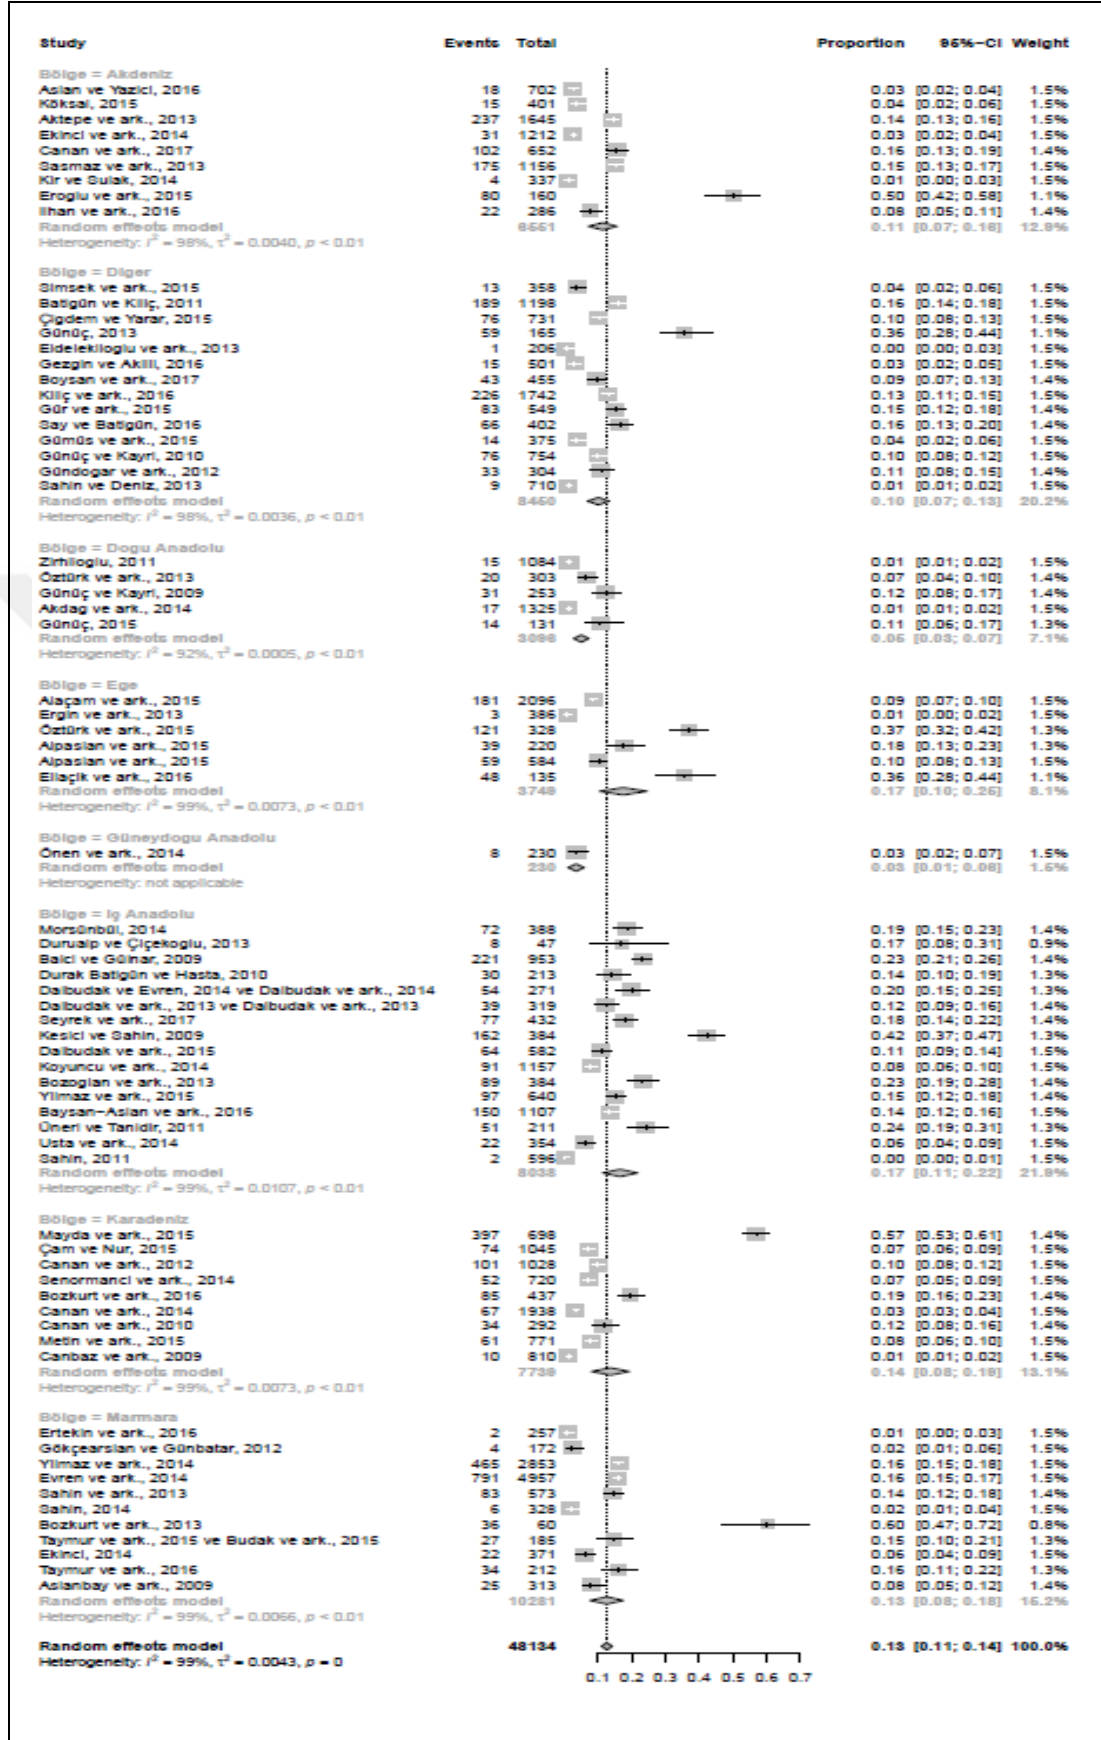 Study Events Total Proportion 95%-CI Weight
Bölge = Akdeniz
Aslan ve Yazici, 2016 18 702 0.03 [0.02; 0.04] 1.5%
Köksal, 2015 15 401 0.04 [0.02; 0.06] 1.5%
Aktepe ve ark., 2013 237 1645 0.14 [0.13; 0.16] 1.5%
Ekinci ve ark., 2014 31 1212 0.03 [0.02; 0.04] 1.5%
Canan ve ark., 2017 102 652 0.16 [0.13; 0.19] 1.4%
Sasmaz ve ark., 2013 175 1156 0.15 [0.13; 0.17] 1.5%
Kir ve Sulak, 2014 4 337 0.01 [0.00; 0.03] 1.5%
Eroglu ve ark., 2015 80 160 0.50 [0.42; 0.58] 1.1%
Ilhan ve ark., 2016 22 286 0.08 [0.05; 0.11] 1.4%
Random effects model 6551 0.11 [0.07; 0.16] 12.9%
Heterogeneity: I² = 98%, τ² = 0.0040, p < 0.01
Bölge = Diger
Simsek ve ark., 2015 13 358 0.04 [0.02; 0.06] 1.5%
Batigün ve Kiliç, 2011 189 1198 0.16 [0.14; 0.18] 1.5%
Çigdem ve Yarar, 2015 76 731 0.10 [0.08; 0.13] 1.5%
Günüç, 2013 59 165 0.36 [0.28; 0.44] 1.1%
Eldeleklioglu ve ark., 2013 1 206 0.00 [0.00; 0.03] 1.5%
Gezgin ve Akilli, 2016 15 501 0.03 [0.02; 0.05] 1.5%
Boysan ve ark., 2017 43 455 0.09 [0.07; 0.13] 1.4%
Kiliç ve ark., 2016 226 1742 0.13 [0.11; 0.15] 1.5%
Gür ve ark., 2015 83 549 0.15 [0.12; 0.18] 1.4%
Say ve Batigün, 2016 66 402 0.16 [0.13; 0.20] 1.4%
Gümüs ve ark., 2015 14 375 0.04 [0.02; 0.06] 1.5%
Günüç ve Kayri, 2010 76 754 0.10 [0.08; 0.12] 1.5%
Gündogar ve ark., 2012 33 304 0.11 [0.08; 0.15] 1.4%
Sahin ve Deniz, 2013 9 710 0.01 [0.01; 0.02] 1.5%
Random effects model 8450 0.10 [0.07; 0.13] 20.2%
Heterogeneity: I² = 98%, τ² = 0.0036, p < 0.01
Bölge = Dogu Anadolu
Zirhlioglu, 2011 15 1084 0.01 [0.01; 0.02] 1.5%
Öztürk ve ark., 2013 20 303 0.07 [0.04; 0.10] 1.4%
Günüç ve Kayri, 2009 31 253 0.12 [0.08; 0.17] 1.4%
Akdag ve ark., 2014 17 1325 0.01 [0.01; 0.02] 1.5%
Günüç, 2015 14 131 0.11 [0.06; 0.17] 1.4%
Random effects model 3096 0.05 [0.03; 0.07] 7.1%
Heterogeneity: I² = 92%, τ² = 0.0005, p < 0.01
Bölge = Ege
Alaçam ve ark., 2015 181 2096 0.09 [0.07; 0.10] 1.5%
Ergin ve ark., 2013 3 386 0.01 [0.00; 0.02] 1.5%
Öztürk ve ark., 2015 121 328 0.37 [0.32; 0.42] 1.3%
Alpaslan ve ark., 2015 39 220 0.18 [0.13; 0.23] 1.3%
Alpaslan ve ark., 2015 59 584 0.10 [0.08; 0.13] 1.5%
Ellaçik ve ark., 2016 48 135 0.36 [0.28; 0.44] 1.1%
Random effects model 3749 0.17 [0.10; 0.25] 8.1%
Heterogeneity: I² = 99%, τ² = 0.0073, p < 0.01
Bölge = Güneydogu Anadolu
Önen ve ark., 2014 8 230 0.03 [0.02; 0.07] 1.5%
Random effects model 230 0.03 [0.01; 0.06] 1.5%
Heterogeneity: not applicable
Bölge = Iç Anadolu
Morsünbül, 2014 72 388 0.19 [0.15; 0.23] 1.4%
Durualp ve Çiçekoglu, 2013 8 47 0.17 [0.08; 0.31] 0.9%
Balci ve Gülnar, 2009 221 953 0.23 [0.21; 0.26] 1.4%
Durak Batigün ve Hasta, 2010 30 213 0.14 [0.10; 0.19] 1.3%
Dalbudak ve Evren, 2014 ve Dalbudak ve ark., 2014 54 271 0.20 [0.15; 0.25] 1.3%
Dalbudak ve ark., 2013 ve Dalbudak ve ark., 2013 39 319 0.12 [0.09; 0.16] 1.4%
Seyrek ve ark., 2017 77 432 0.18 [0.14; 0.22] 1.4%
Kesici ve Sahin, 2009 162 384 0.42 [0.37; 0.47] 1.3%
Dalbudak ve ark., 2015 64 582 0.11 [0.09; 0.14] 1.4%
Koyuncu ve ark., 2014 91 1157 0.08 [0.06; 0.10] 1.5%
Bozoglan ve ark., 2013 89 384 0.23 [0.19; 0.28] 1.4%
Yilmaz ve ark., 2015 97 640 0.15 [0.12; 0.18] 1.4%
Baysan-Aslan ve ark., 2016 150 1107 0.14 [0.12; 0.16] 1.5%
Üneri ve Tanidir, 2011 51 211 0.24 [0.19; 0.31] 1.3%
Usta ve ark., 2014 22 354 0.06 [0.04; 0.09] 1.5%
Sahin, 2011 2 596 0.00 [0.00; 0.01] 1.5%
Random effects model 8038 0.17 [0.11; 0.22] 21.9%
Heterogeneity: I² = 99%, τ² = 0.0107, p < 0.01
Bölge = Karadeniz
Mayda ve ark., 2015 397 698 0.57 [0.53; 0.61] 1.4%
Çam ve Nur, 2015 74 1045 0.07 [0.06; 0.09] 1.5%
Canan ve ark., 2012 101 1028 0.10 [0.08; 0.12] 1.5%
Senormanci ve ark., 2014 52 720 0.07 [0.05; 0.09] 1.5%
Bozkurt ve ark., 2016 85 437 0.19 [0.16; 0.23] 1.4%
Canan ve ark., 2014 67 1938 0.03 [0.03; 0.04] 1.5%
Canan ve ark., 2010 34 292 0.12 [0.08; 0.16] 1.4%
Metin ve ark., 2015 61 771 0.08 [0.06; 0.10] 1.5%
Canbaz ve ark., 2009 10 810 0.01 [0.01; 0.02] 1.5%
Random effects model 7739 0.14 [0.08; 0.19] 13.1%
Heterogeneity: I² = 99%, τ² = 0.0073, p < 0.01
Bölge = Marmara
Ertekin ve ark., 2016 2 257 0.01 [0.00; 0.03] 1.5%
Gökçearslan ve Günbatar, 2012 4 172 0.02 [0.01; 0.06] 1.5%
Yilmaz ve ark., 2014 465 2853 0.16 [0.15; 0.18] 1.5%
Evren ve ark., 2014 791 4957 0.16 [0.15; 0.17] 1.5%
Sahin ve ark., 2013 83 573 0.14 [0.12; 0.18] 1.4%
Sahin, 2014 6 328 0.02 [0.01; 0.04] 1.5%
Bozkurt ve ark., 2013 36 60 0.60 [0.47; 0.72] 0.8%
Taymur ve ark., 2015 ve Budak ve ark., 2015 27 185 0.15 [0.10; 0.21] 1.3%
Ekinci, 2014 22 371 0.06 [0.04; 0.09] 1.5%
Taymur ve ark., 2016 34 212 0.16 [0.11; 0.22] 1.3%
Aslanbay ve ark., 2009 25 313 0.08 [0.05; 0.12] 1.4%
Random effects model 10281 0.13 [0.08; 0.18] 15.2%
Heterogeneity: I² = 99%, τ² = 0.0066, p < 0.01
Random effects model 48134 0.13 [0.11; 0.14] 100.0%
Heterogeneity: I² = 99%, τ² = 0.0043, p = 0
0.1 0.2 0.3 0.4 0.5 0.6 0.7